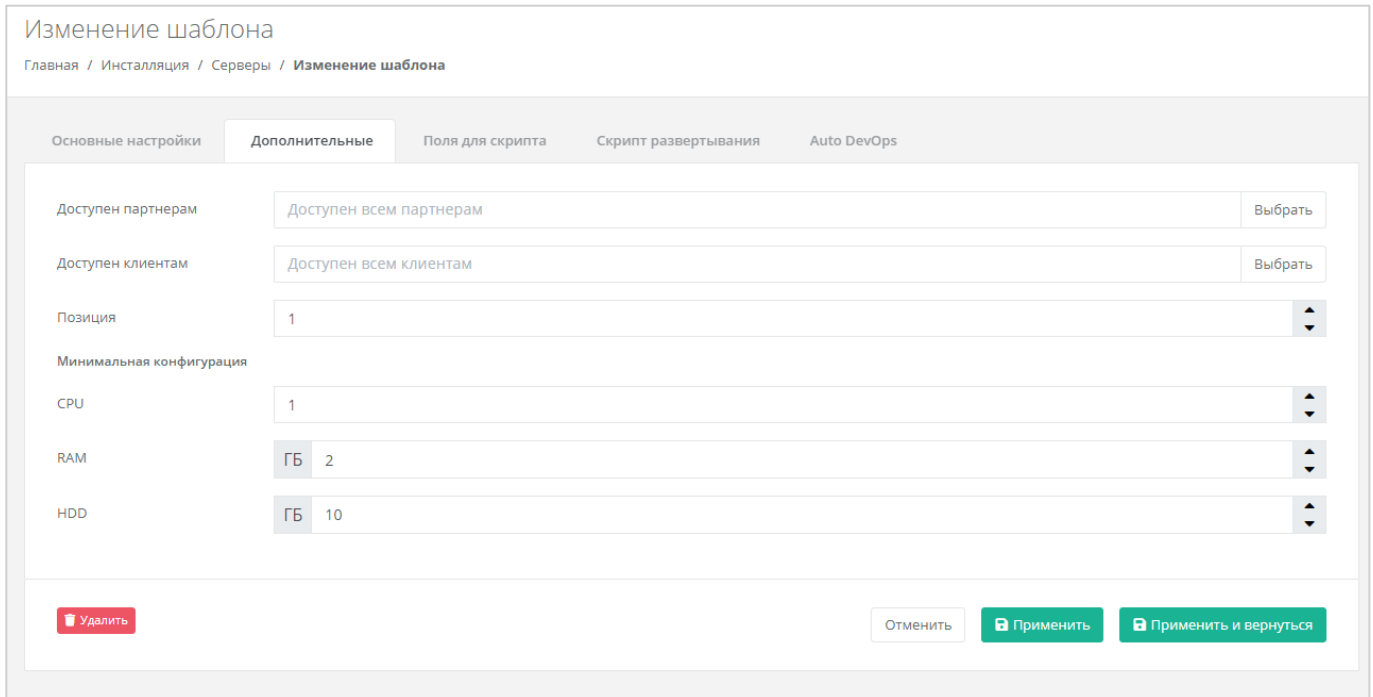 Изменение шаблона
Главная / Инсталляция / Серверы / Изменение шаблона
Основные настройки Дополнительные Поля для скрипта Скрипт развертывания Auto DevOps
Доступен партнерам Доступен всем партнерам Выбрать
Доступен клиентам Доступен всем клиентам Выбрать
Позиция 1
Минимальная конфигурация
CPU 1
RAM ГБ 2
HDD ГБ 10
Удалить Отменить Применить Применить и вернуться